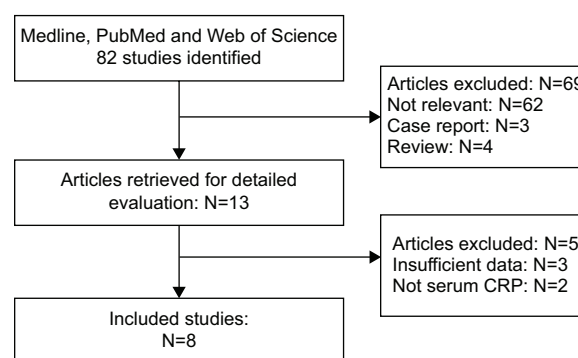 Medline, PubMed and Web of Science
82 studies identified
Articles excluded: N=69
Not relevant: N=62
Case report: N=3
Review: N=4
Articles retrieved for detailed
evaluation: N=13
Articles excluded: N=5
Insufficient data: N=3
Not serum CRP: N=2
Included studies:
N=8